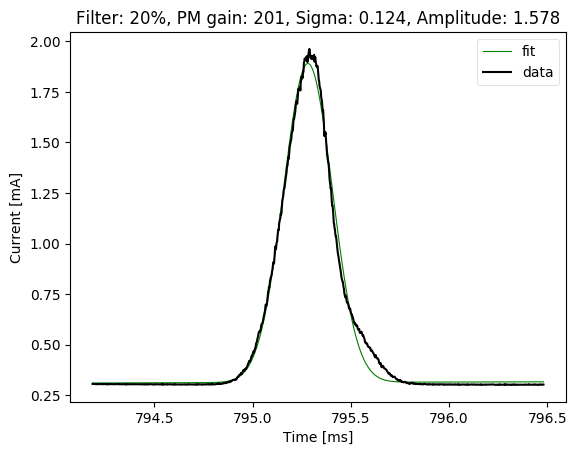 Filter: 20%, PM gain: 201, Sigma: 0.124, Amplitude: 1.578
fit
data
2.00
1.75
1.50
1.25
1.00
0.75
0.50
0.25
Current [mA]
794.5
795.0
795.5
796.0
796.5
Time [ms]